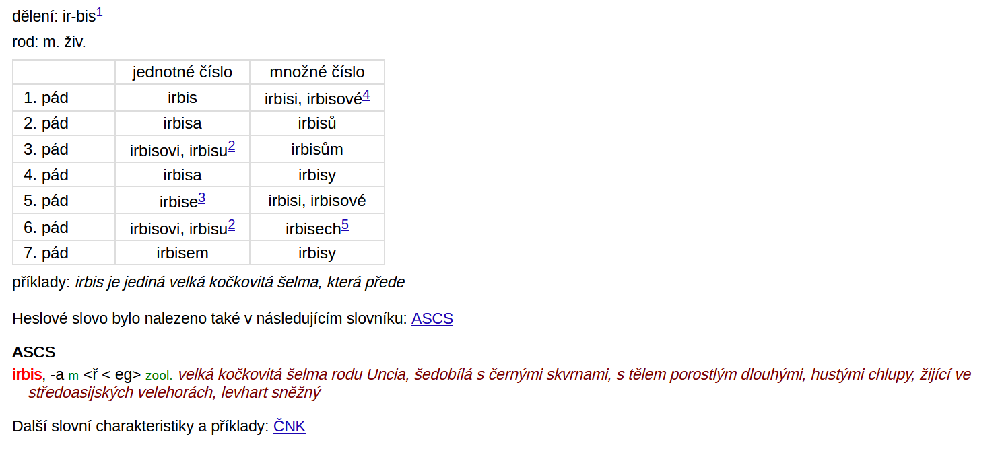 dělení: ir-bis1
rod: m. živ.
jednotné číslo množné číslo
1. pád irbis irbisi, irbisové4
2. pád irbisa irbisů
3. pád irbisovi, irbisu2 irbisům
4. pád irbisa irbisy
5. pád irbise3 irbisi, irbisové
6. pád irbisovi, irbisu2 irbisech5
7. pád irbisem irbisy
příklady: irbis je jediná velká kočkovitá šelma, která přede
Heslové slovo bylo nalezeno také v následujícím slovníku: ASCS
ASCS
irbis, -a m <ř < eg> zool. velká kočkovitá šelma rodu Uncia, šedobílá s černými skvrnami, s tělem porostlým dlouhými, hustými chlupy, žijící ve
středoasijských velehorách, levhart sněžný
Další slovní charakteristiky a příklady: ČNK